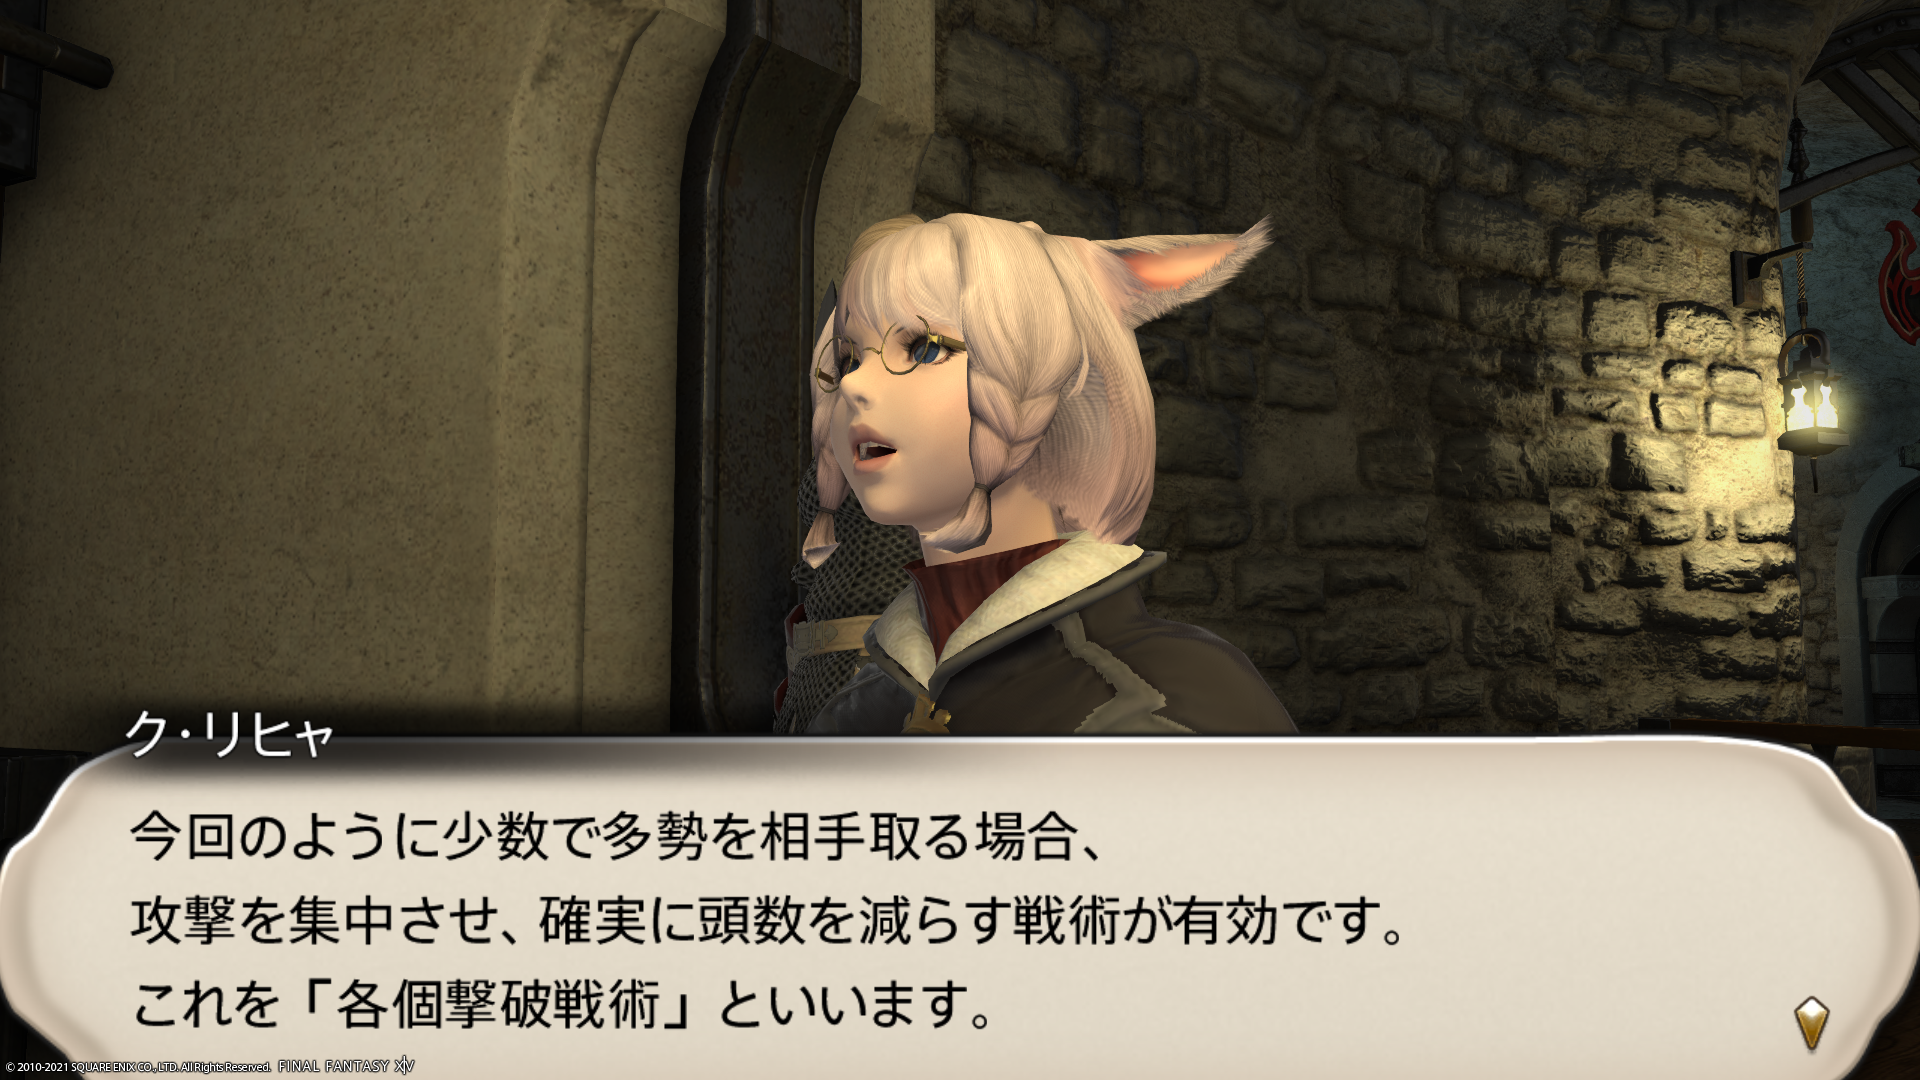 ク・リヒャ
今回のように少数で多勢を相手取る場合、
攻撃を集中させ、確実に頭数を減らす戦術が有効です。
これを「各個撃破戦術」といいます。
© 2010-2021 SQUARE ENIX CO., LTD. All Rights Reserved. FINAL FANTASY XIV